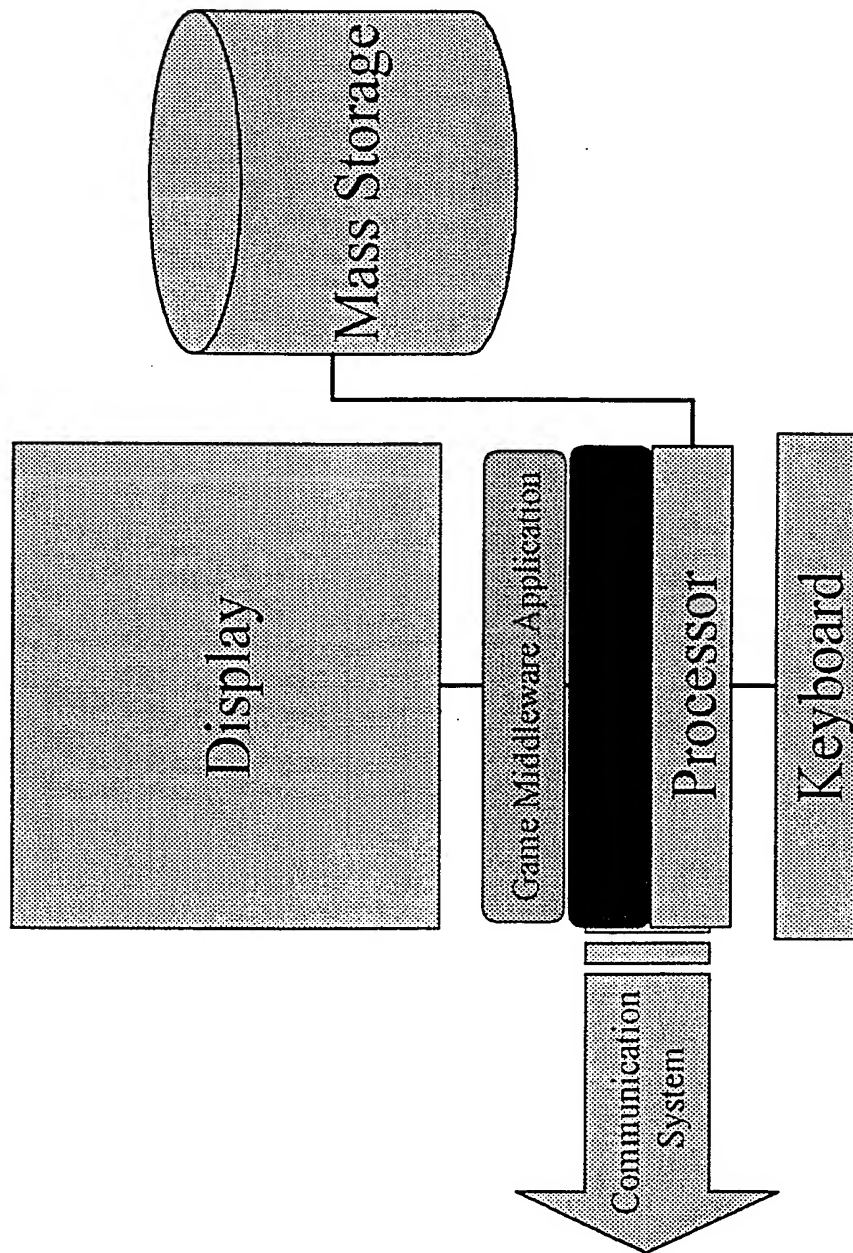 Mass Storage
Display
Game Middleware Application
Processor
Keyboard
Communication
System